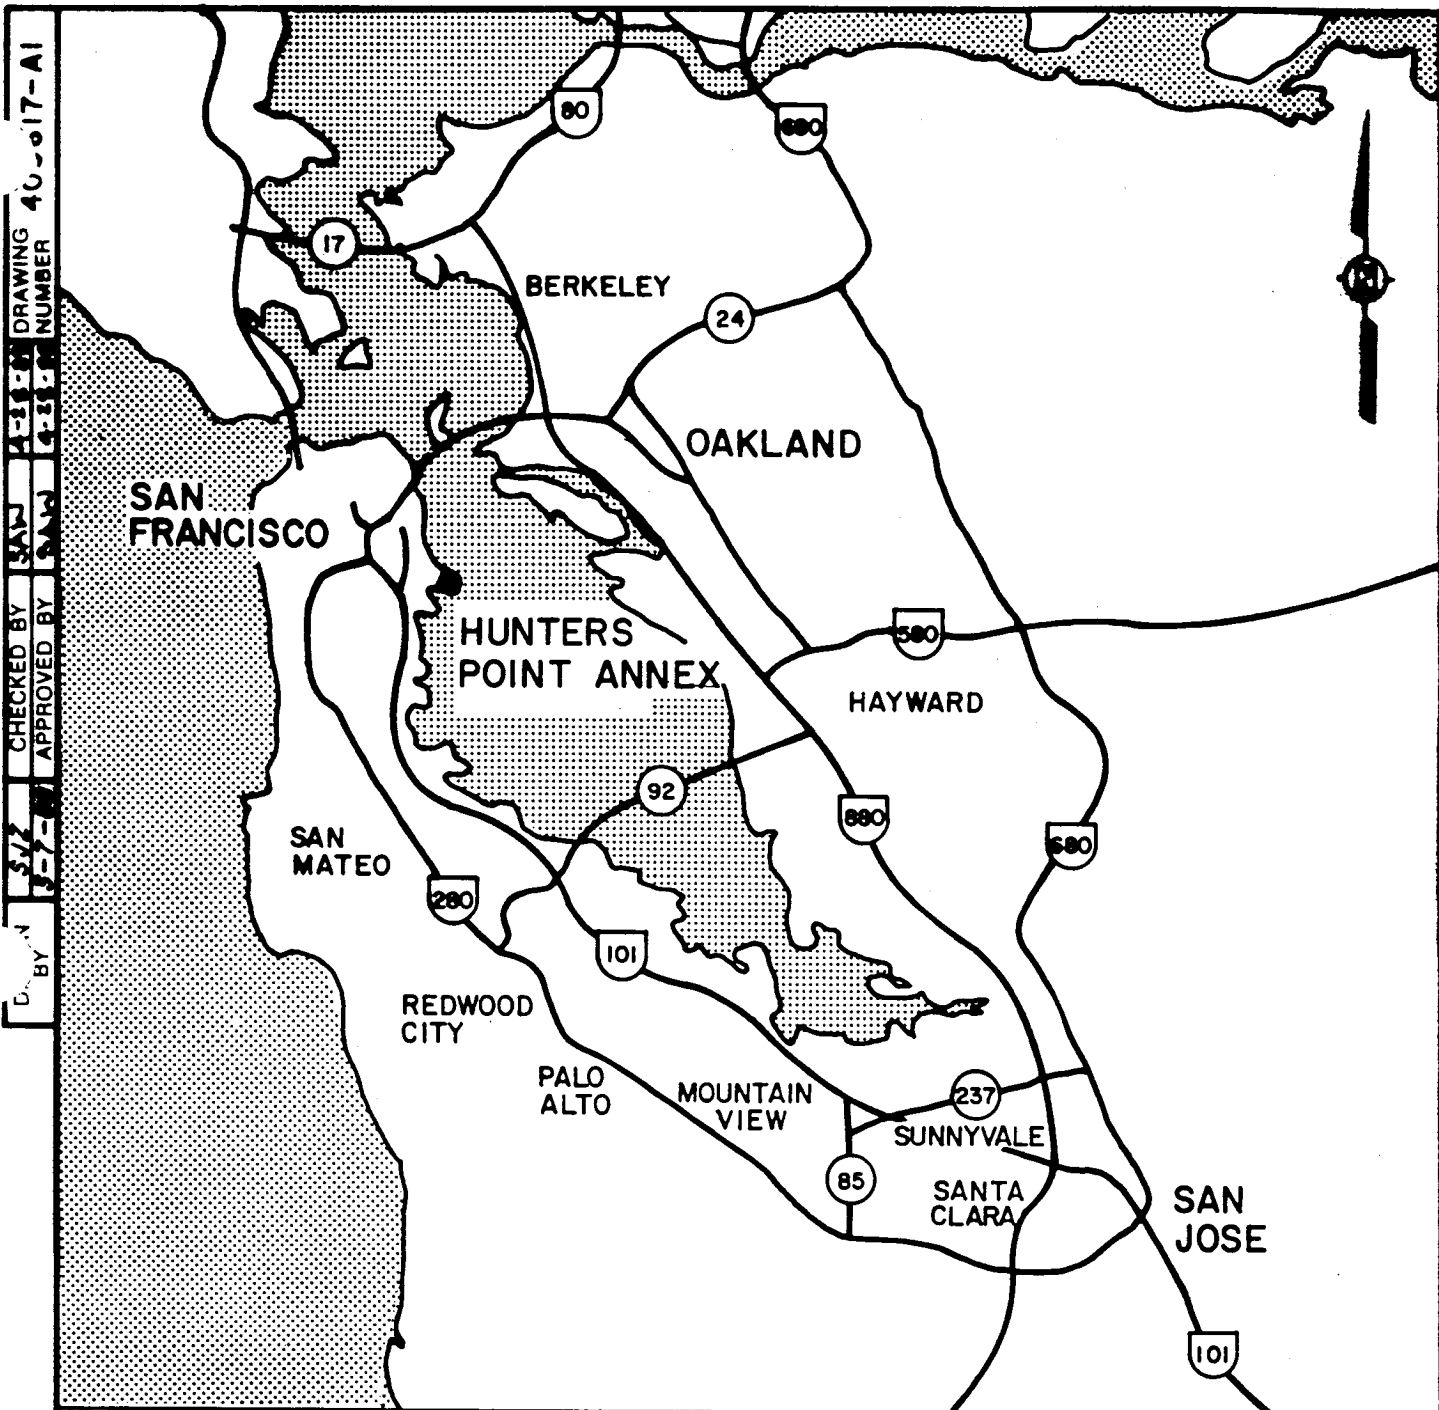 80
680
17
BERKELEY
24
OAKLAND
SAN
FRANCISCO
HUNTERS
POINT ANNEX
580
HAYWARD
92
880
680
SAN
MATEO
280
101
REDWOOD
CITY
PALO
ALTO
MOUNTAIN
VIEW
237
SUNNYVALE
85
SANTA
CLARA
SAN
JOSE
101
N
BY
CHECKED BY SAW
APPROVED BY SAW
DRAWING
NUMBER